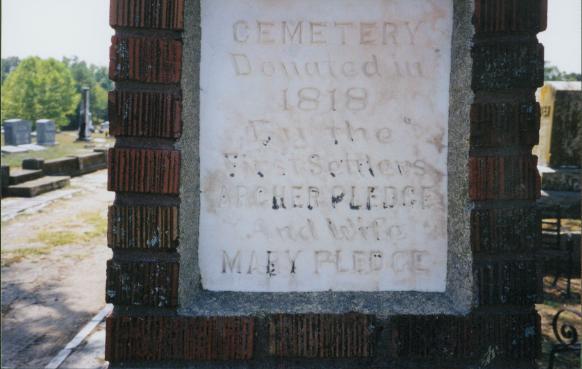 CEMETERY
Donated in
1818
By the
First Settlers
ARCHER PLEDGE
And Wife
MARY PLEDGE